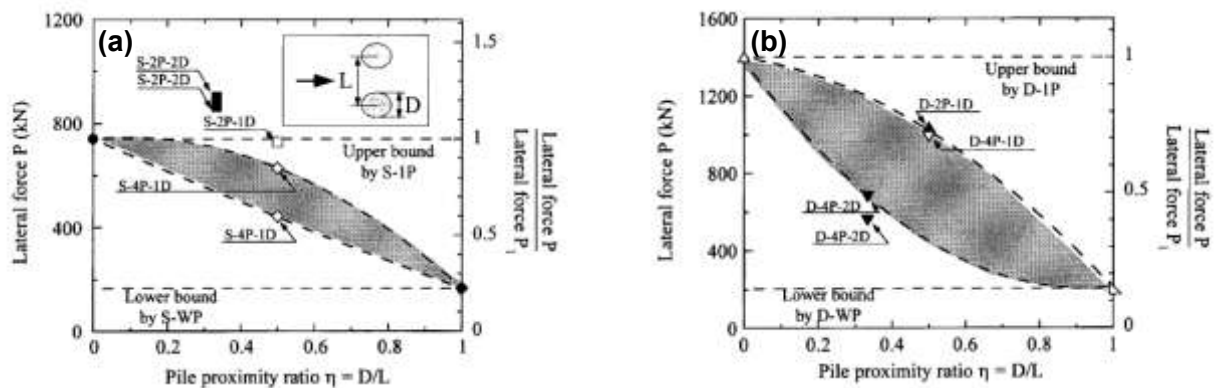 (a)
1200
800
400
0
Lateral force P (kN)
S-2P-2D
S-2P-2D
S-2P-1D
L
D
Upper bound
by S-1P
S-4P-1D
S-4P-1D
Lower bound
by S-WP
1.5
1
0.5
0
Lateral force P
Lateral force P₁
0 0.2 0.4 0.6 0.8 1
Pile proximity ratio η = D/L
(b)
1600
1300
1000
600
400
0
Lateral force P (kN)
Upper bound
by D-1P
D-2P-1D
D-4P-1D
D-4P-2D
D-4P-2D
Lower bound
by D-WP
1
0.5
0
Lateral force P
Lateral force P₁
0 0.2 0.4 0.6 0.8 1
Pile proximity ratio η = D/L